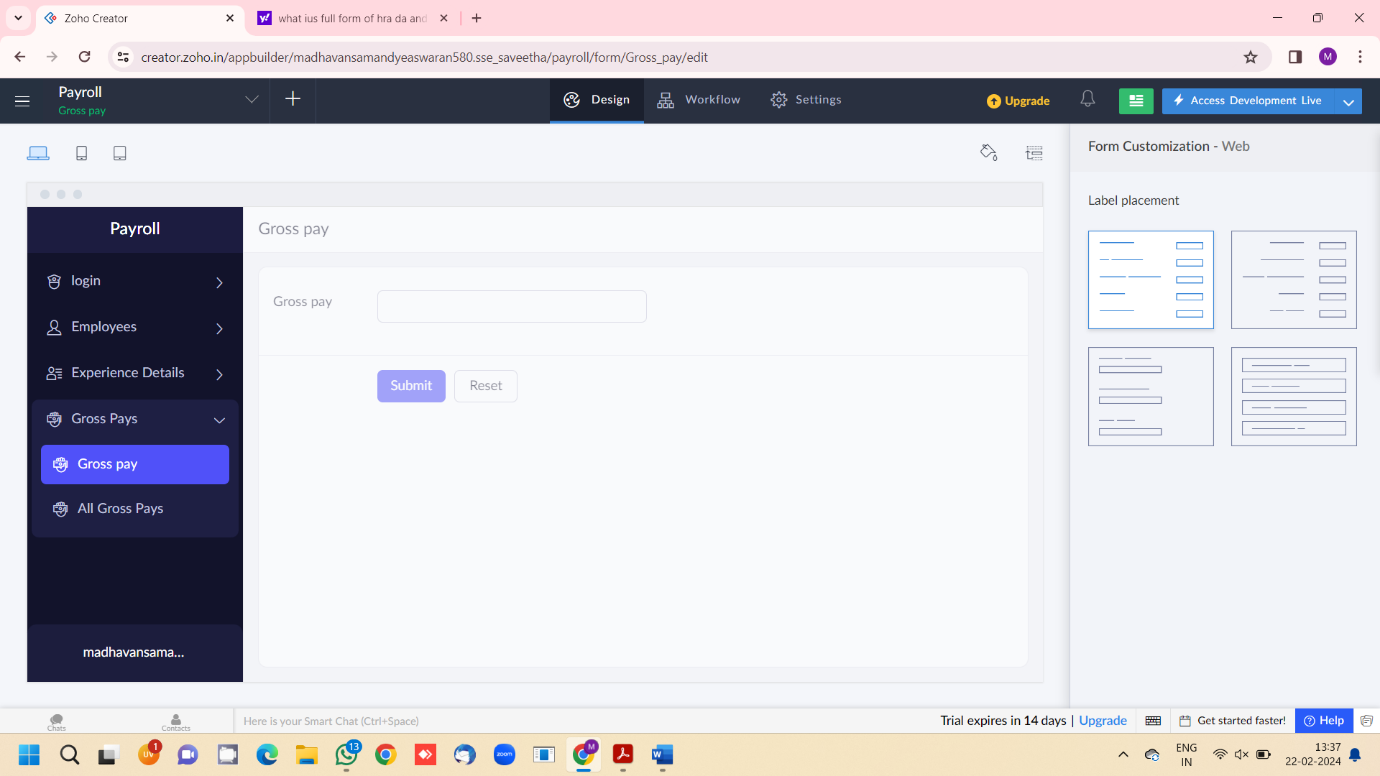 Zoho Creator
what ius full form of hra da and
creator.zoho.in/appbuilder/madhavansamandyeaswaran580.sse_saveetha/payroll/form/Gross_pay/edit
M
Payroll
Gross pay
Design
Workflow
Settings
Upgrade
Access Development Live
Form Customization - Web
Label placement
Payroll
login
Employees
Experience Details
Gross Pays
Gross pay
All Gross Pays
madhavansama...
Gross pay
Gross pay
Submit
Reset
Chats
Contacts
Here is your Smart Chat (Ctrl+Space)
Trial expires in 14 days | Upgrade
Get started faster!
Help
UV
1
13
zoom
M
W
ENG
IN
13:37
22-02-2024